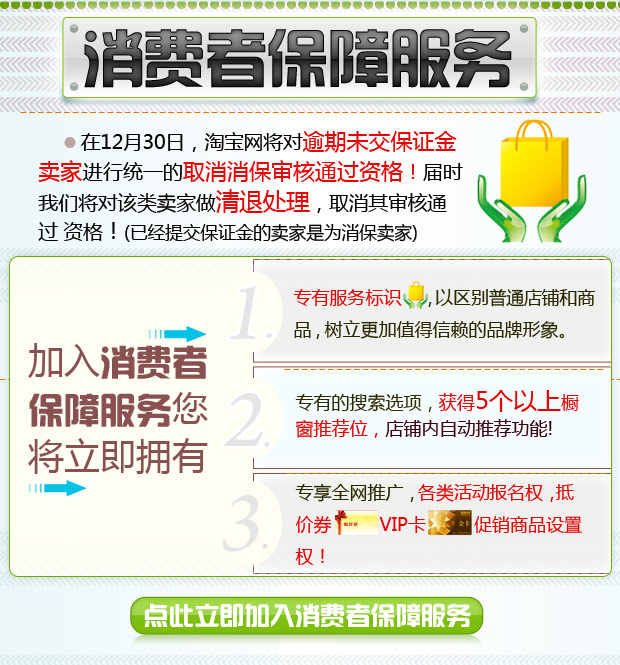 消费者保障服务
在12月30日，淘宝网将对逾期未交保证金
卖家进行统一的取消消保审核通过资格！届时
我们将对该类卖家做清退处理，取消其审核通
过 资格！(已经提交保证金的卖家是为消保卖家)
加入消费者
保障服务您
将立即拥有
1.
专有服务标识，以区别普通店铺和商
品，树立更加值得信赖的品牌形象。
2.
专有的搜索选项，获得5个以上橱
窗推荐位，店铺内自动推荐功能!
3.
专享全网推广，各类活动报名权，抵
价券 VIP卡 促销商品设置
权！
点此立即加入消费者保障服务